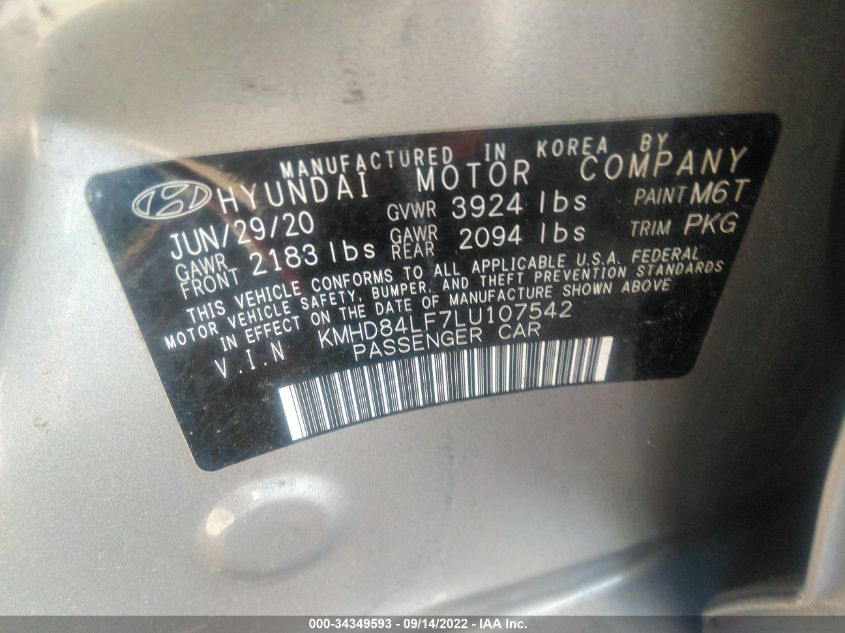 MANUFACTURED IN KOREA BY
HYUNDAI MOTOR COMPANY
JUN/29/20 GVWR 3924 lbs PAINT M6T
GAWR FRONT 2183 lbs GAWR REAR 2094 lbs TRIM PKG
THIS VEHICLE CONFORMS TO ALL APPLICABLE U.S.A. FEDERAL
MOTOR VEHICLE SAFETY, BUMPER, AND THEFT PREVENTION STANDARDS
IN EFFECT ON THE DATE OF MANUFACTURE SHOWN ABOVE
V.I.N KMHD84LF7LU107542
PASSENGER CAR
000-34349593 - 09/14/2022 - IAA Inc.